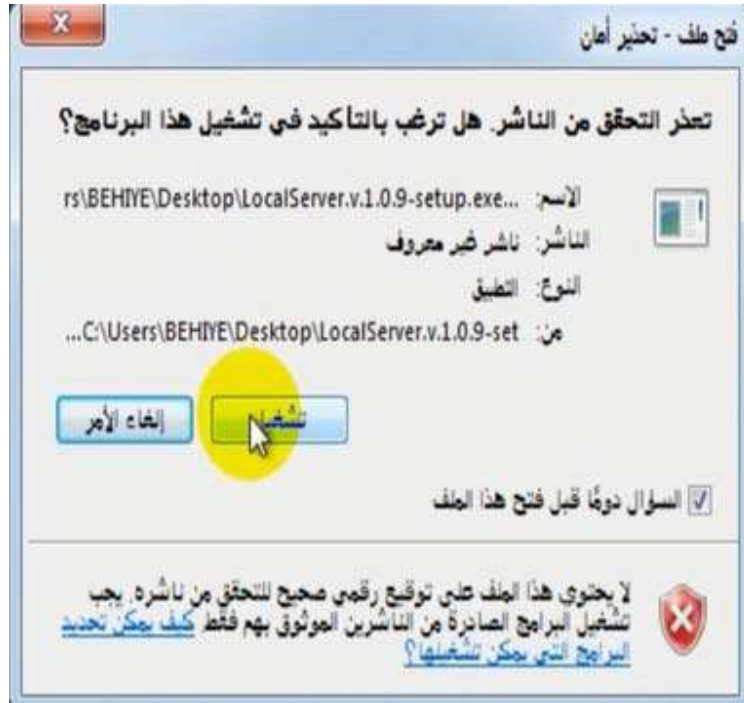 فتح ملف - تحذير أمان
تعذر التحقق من الناشر. هل ترغب بالتأكيد في تشغيل هذا البرنامج؟
الاسم: rs\BEHIYE\Desktop\LocalServer.v.1.0.9-setup.exe...
الناشر: ناشر غير معروف
النوع: التطبيق
من: ...C:\Users\BEHIYE\Desktop\LocalServer.v.1.0.9-set
تشغيل
إلغاء الأمر
السؤال دومًا قبل فتح هذا الملف
لا يحتوي هذا الملف على توقيع رقمي صحيح للتحقق من ناشره. يجب
تشغيل البرامج الصادرة من الناشرين الموثوق بهم فقط كيف يمكن تحديد
البرامج التي يمكن تشغيلها؟